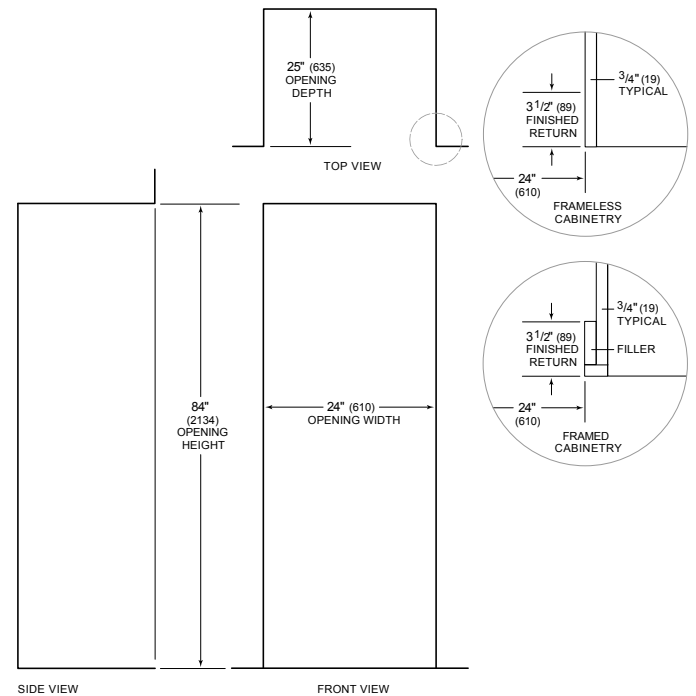 25" (635)
OPENING
DEPTH
TOP VIEW
3/4" (19)
TYPICAL
3 1/2" (89)
FINISHED
RETURN
24"
(610)
FRAMELESS
CABINETRY
3/4" (19)
TYPICAL
3 1/2" (89)
FINISHED
RETURN
FILLER
24"
(610)
FRAMED
CABINETRY
84"
(2134)
OPENING
HEIGHT
24" (610)
OPENING WIDTH
SIDE VIEW
FRONT VIEW